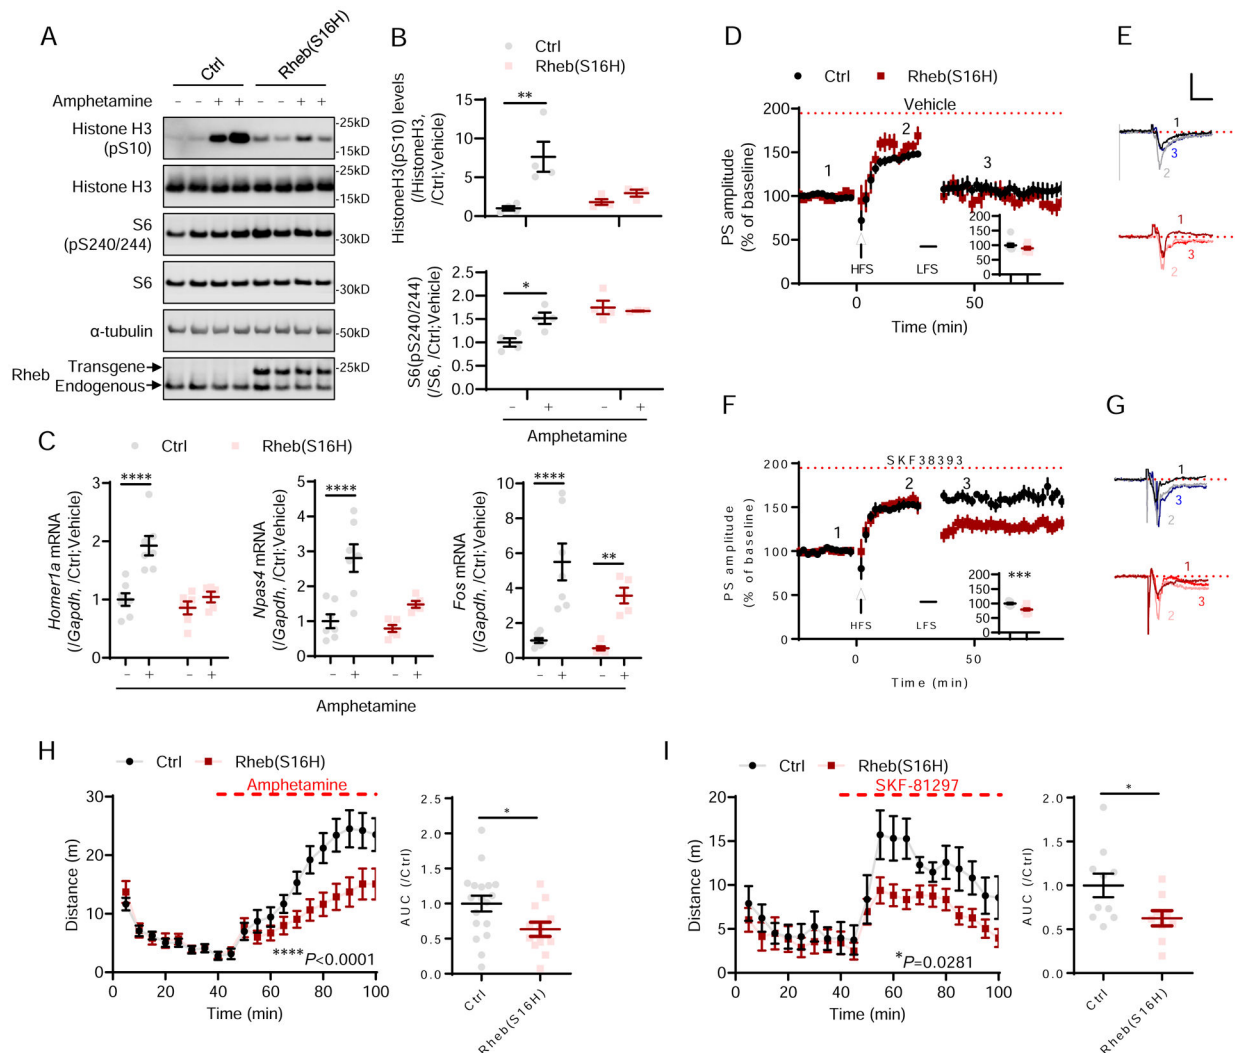 A
Ctrl
Rheb(S16H)
Amphetamine
– – + + – – + +
Histone H3
(pS10)
-25kD
-15kD
Histone H3
-25kD
-15kD
S6
(pS240/244)
-30kD
S6
-30kD
α-tubulin
-50kD
Rheb
Transgene
Endogenous
-25kD
B
Ctrl
Rheb(S16H)
HistoneH3(pS10) levels
(/HistoneH3,
/Ctrl;Vehicle)
15
10
5
0
**
S6(pS240/244)
(/S6, /Ctrl;Vehicle)
2.5
2.0
1.5
1.0
0.5
0.0
*
– + – +
Amphetamine
C
Ctrl
Rheb(S16H)
Homer1a mRNA
(/Gapdh, /Ctrl;Vehicle)
3
2
1
0
****
– + – +
Npas4 mRNA
(/Gapdh, /Ctrl;Vehicle)
5
4
3
2
1
0
****
– + – +
Fos mRNA
(/Gapdh, /Ctrl;Vehicle)
10
8
6
4
2
0
****
**
– + – +
Amphetamine
D
Ctrl
Rheb(S16H)
Vehicle
PS amplitude
(% of baseline)
200
150
100
50
0
1
2
3
HFS
LFS
200
150
100
50
0
0
50
Time (min)
E
1
3
2
1
3
2
F
SKF38393
PS amplitude
(% of baseline)
200
150
100
50
0
1
2
3
HFS
LFS
***
200
150
100
50
0
0
50
Time (min)
G
1
3
2
1
3
2
H
Ctrl
Rheb(S16H)
Amphetamine
Distance (m)
30
20
10
0
****P<0.0001
0 20 40 60 80 100
Time (min)
AUC (/Ctrl)
2.5
2.0
1.5
1.0
0.5
0.0
*
Ctrl
Rheb(S16H)
I
Ctrl
Rheb(S16H)
SKF-81297
Distance (m)
20
15
10
5
0
*P=0.0281
0 20 40 60 80 100
Time (min)
AUC (/Ctrl)
2.0
1.5
1.0
0.5
0.0
*
Ctrl
Rheb(S16H)